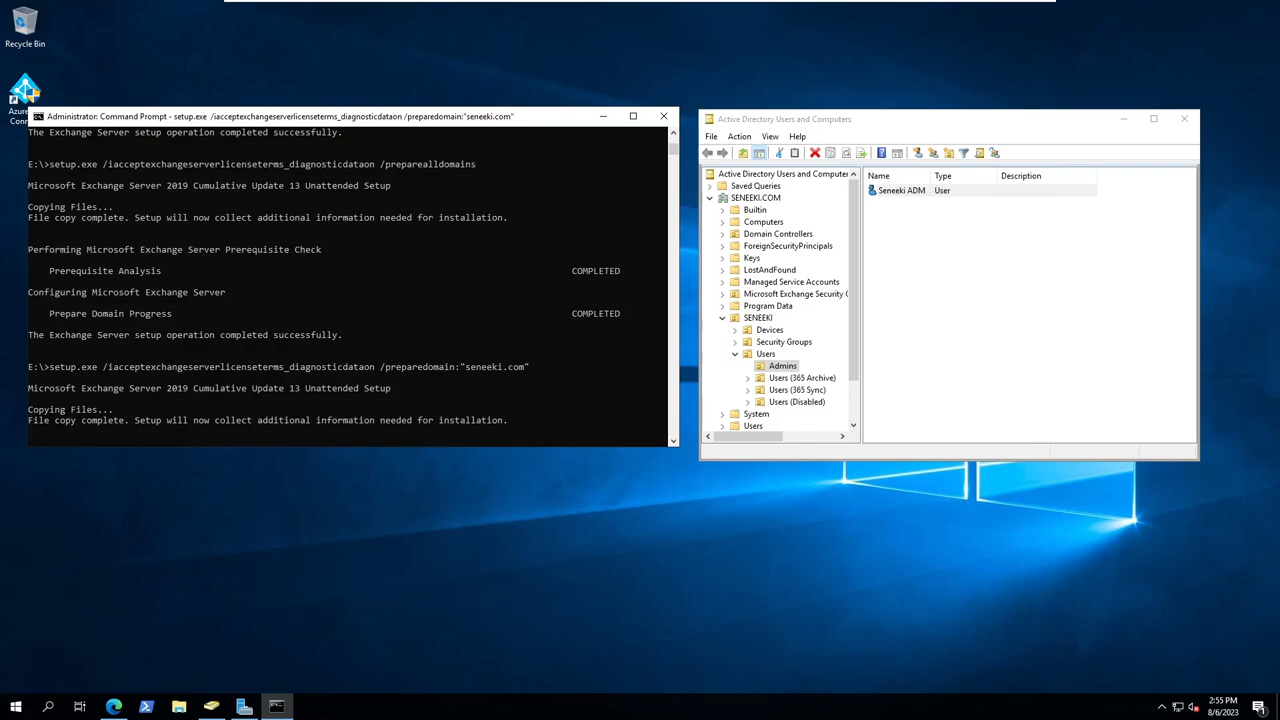 Recycle Bin
Azure
Conn
Administrator: Command Prompt - setup.exe /iacceptexchangeserverlicenseterms_diagnosticdataon /preparedomain:"seneeki.com"
The Exchange Server setup operation completed successfully.
E:\>setup.exe /iacceptexchangeserverlicenseterms_diagnosticdataon /preparealldomains
Microsoft Exchange Server 2019 Cumulative Update 13 Unattended Setup
Copying Files...
File copy complete. Setup will now collect additional information needed for installation.
Performing Microsoft Exchange Server Prerequisite Check
Prerequisite Analysis COMPLETED
Configuring Microsoft Exchange Server
Prepare Domain Progress COMPLETED
The Exchange Server setup operation completed successfully.
E:\>setup.exe /iacceptexchangeserverlicenseterms_diagnosticdataon /preparedomain:"seneeki.com"
Microsoft Exchange Server 2019 Cumulative Update 13 Unattended Setup
Copying Files...
File copy complete. Setup will now collect additional information needed for installation.
Active Directory Users and Computers
File Action View Help
Active Directory Users and Computer
Saved Queries
SENEEKI.COM
Builtin
Computers
Domain Controllers
ForeignSecurityPrincipals
Keys
LostAndFound
Managed Service Accounts
Microsoft Exchange Security G
Program Data
SENEEKI
Devices
Security Groups
Users
Admins
Users (365 Archive)
Users (365 Sync)
Users (Disabled)
System
Users
Name Type Description
Seneeki ADM User
2:55 PM
8/6/2023
1